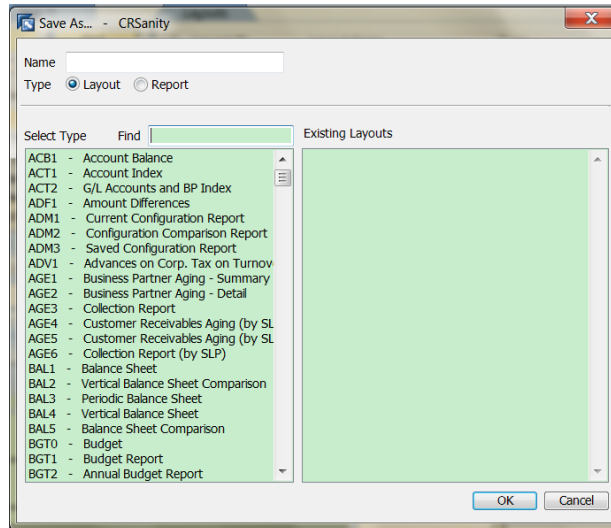 Save As... - CRSanity
Name
Type Layout Report
Select Type Find Existing Layouts
ACB1 - Account Balance
ACT1 - Account Index
ACT2 - G/L Accounts and BP Index
ADF1 - Amount Differences
ADM1 - Current Configuration Report
ADM2 - Configuration Comparison Report
ADM3 - Saved Configuration Report
ADV1 - Advances on Corp. Tax on Turnov
AGE1 - Business Partner Aging - Summary
AGE2 - Business Partner Aging - Detail
AGE3 - Collection Report
AGE4 - Customer Receivables Aging (by SL
AGE5 - Customer Receivables Aging (by SL
AGE6 - Collection Report (by SLP)
BAL1 - Balance Sheet
BAL2 - Vertical Balance Sheet Comparison
BAL3 - Periodic Balance Sheet
BAL4 - Vertical Balance Sheet
BAL5 - Balance Sheet Comparison
BGT0 - Budget
BGT1 - Budget Report
BGT2 - Annual Budget Report
OK Cancel